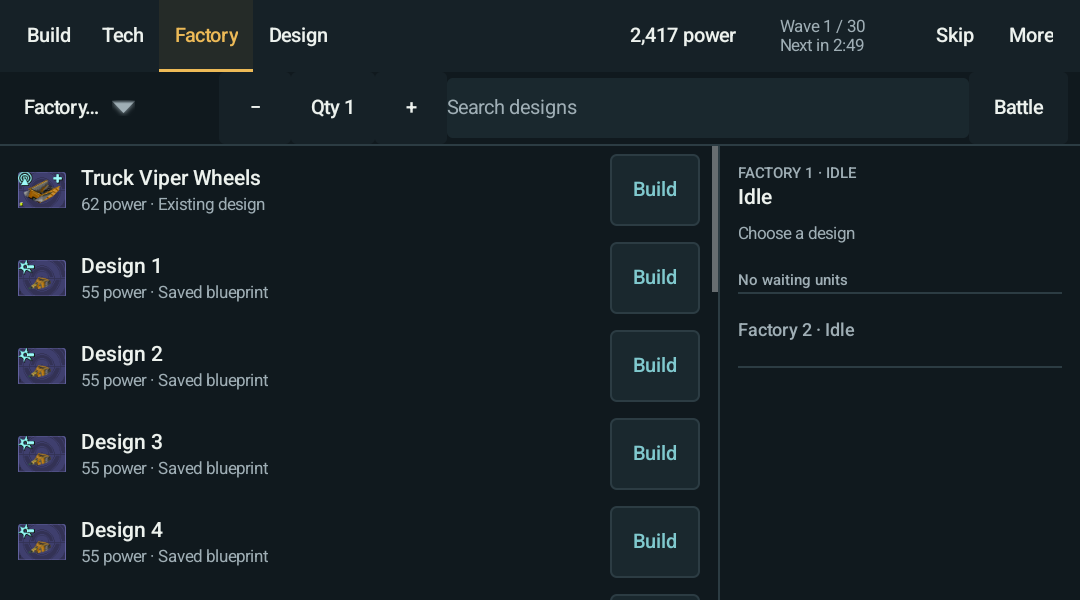 Build Tech Factory Design 2,417 power Wave 1 / 30 Skip More
Next in 2:49
Factory... − Qty 1 + Search designs Battle
Truck Viper Wheels
62 power · Existing design
Build
Design 1
55 power · Saved blueprint
Build
Design 2
55 power · Saved blueprint
Build
Design 3
55 power · Saved blueprint
Build
Design 4
55 power · Saved blueprint
Build
FACTORY 1 · IDLE
Idle
Choose a design
No waiting units
Factory 2 · Idle